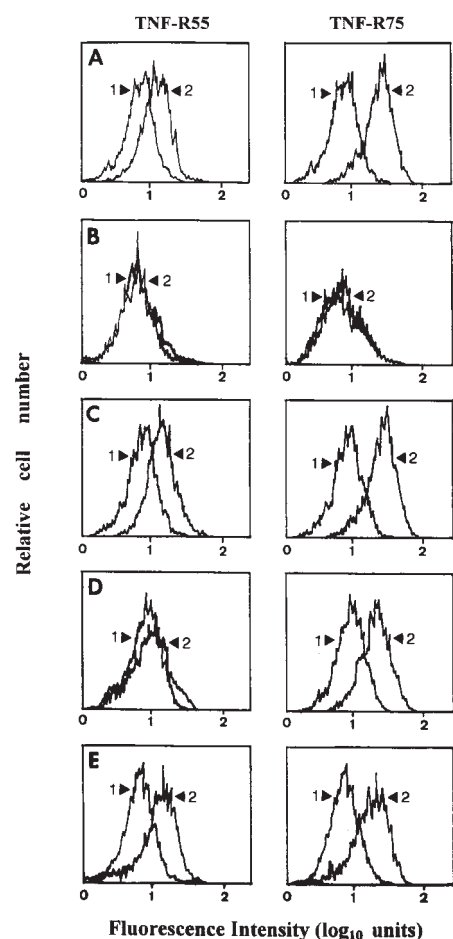 TNF-R55 TNF-R75
A
1 2 1 2
0 1 2 0 1 2
B
1 2 1 2
0 1 2 0 1 2
C
1 2 1 2
0 1 2 0 1 2
D
1 2 1 2
0 1 2 0 1 2
E
1 2 1 2
0 1 2 0 1 2
Relative cell number
Fluorescence Intensity (log10 units)